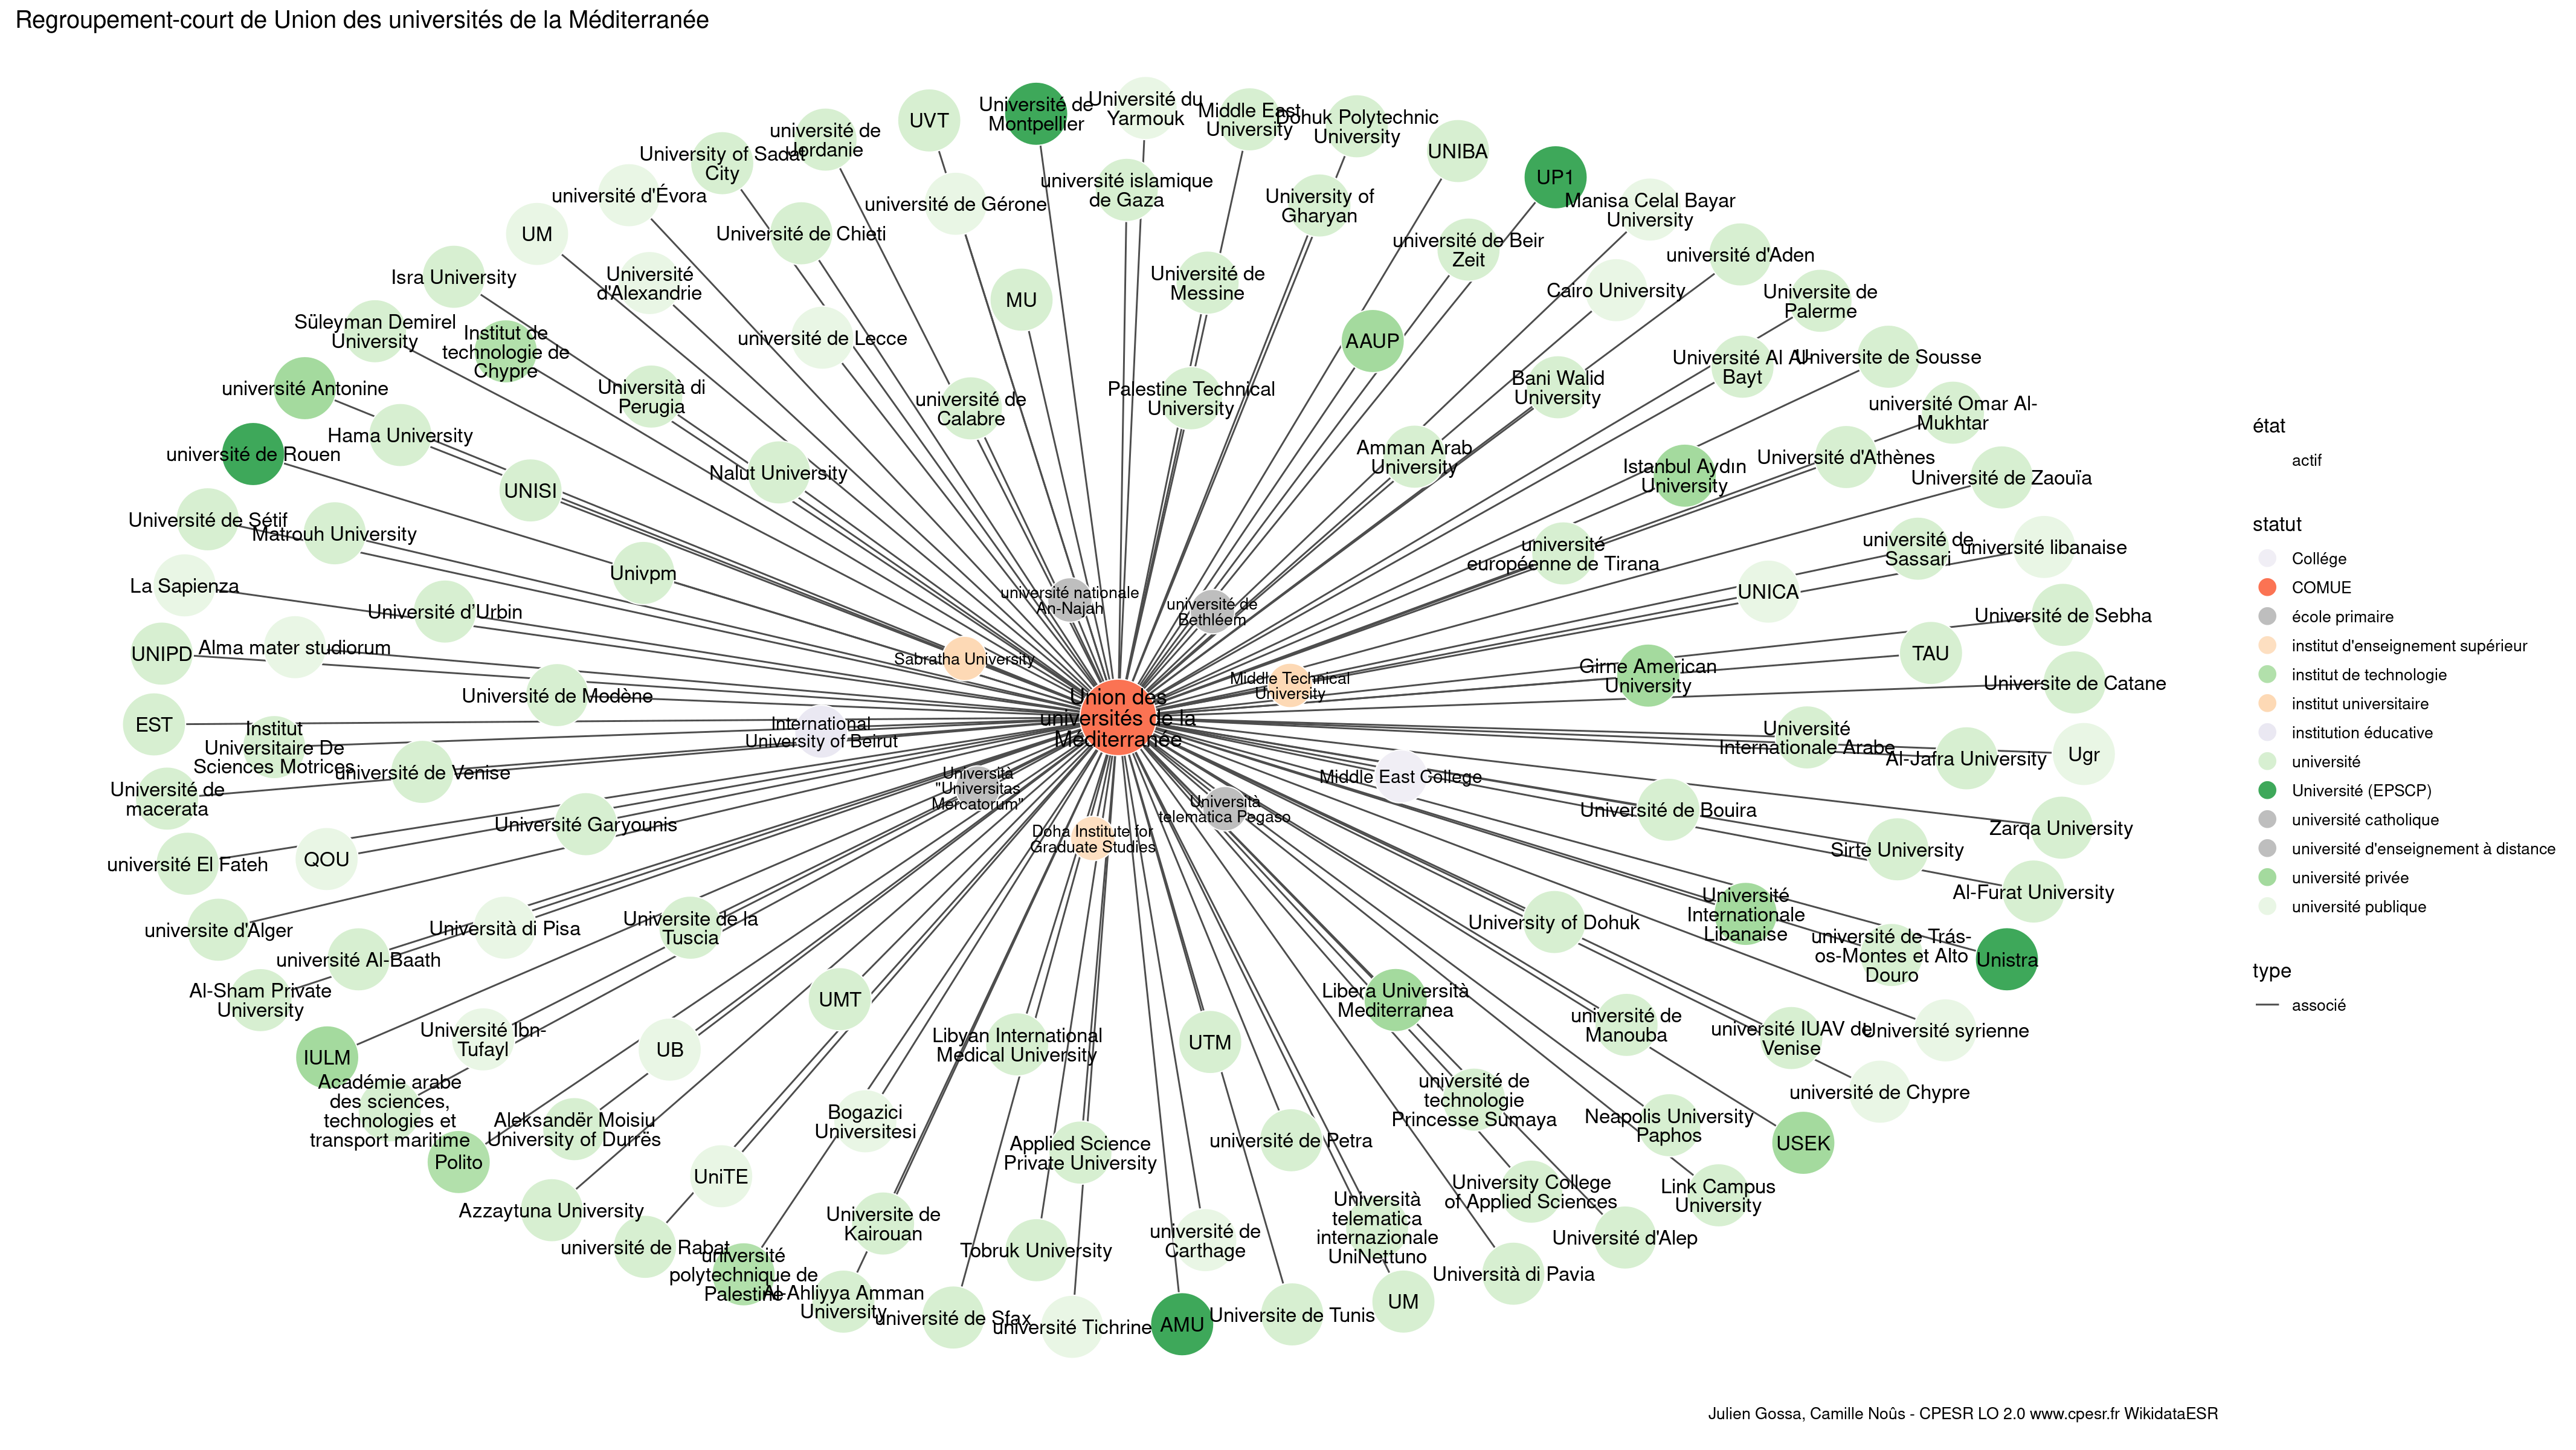 Regroupement-court de Union des universités de la Méditerranée
Université de
Montpellier
Université du
Yarmouk
Middle East
University
Dohuk Polytechnic
University
UVT
université de
Jordanie
University of Sadat
City
UNIBA
UP1
université d'Évora
université de Gérone
université islamique
de Gaza
University of
Gharyan
Manisa Celal Bayar
University
UM
Université de Chieti
université de Beir
Zeit
université d'Aden
Isra University
Université
d'Alexandrie
MU
Université de
Messine
Cairo University
Universite de
Palerme
Süleyman Demirel
University
Institut de
technologie de
Chypre
université de Lecce
AAUP
Université Al Al-
Bayt
Universite de Sousse
université Antonine
Università di
Perugia
université de
Calabre
Palestine Technical
University
Bani Walid
University
université Omar Al-
Mukhtar
université de Rouen
Hama University
Nalut University
Amman Arab
University
Istanbul Aydın
University
Université d'Athènes
Université de Zaouïa
UNISI
Université de Sétif
Matrouh University
université
européenne de Tirana
université de
Sassari
université libanaise
La Sapienza
Univpm
université nationale
An-Najah
université de
Bethléem
UNICA
Université d’Urbin
Université de Sebha
UNIPD
Alma mater studiorum
Sabratha University
Middle Technical
University
Girne American
University
TAU
Universite de Catane
Université de Modène
Union des
universités de la
Méditerranée
EST
Institut
Universitaire De
Sciences Motrices
International
University of Beirut
Université
Internationale Arabe
Al-Jafra University
Ugr
Université de
macerata
université de Venise
Università
"Universitas
Mercatorum"
Middle East College
Università
telematica Pegaso
Université de Bouira
Zarqa University
Université Garyounis
Doha Institute for
Graduate Studies
Sirte University
université El Fateh
QOU
Al-Furat University
universite d'Alger
Università di Pisa
Universite de la
Tuscia
University of Dohuk
Université
Internationale
Libanaise
université de Trás-
os-Montes et Alto
Douro
Unistra
université Al-Baath
Al-Sham Private
University
UMT
Libera Università
Mediterranea
université de
Manouba
université IUAV de
Venise
Université syrienne
IULM
Université Ibn-
Tufayl
UB
Libyan International
Medical University
UTM
université de Chypre
Académie arabe
des sciences,
technologies et
transport maritime
Aleksandër Moisiu
University of Durrës
Bogazici
Universitesi
Applied Science
Private University
université de Petra
université de
technologie
Princesse Sumaya
Neapolis University
Paphos
USEK
Polito
UniTE
University College
of Applied Sciences
Link Campus
University
Azzaytuna University
Universite de
Kairouan
Tobruk University
université de
Carthage
Università
telematica
internazionale
UniNettuno
Université d'Alep
université de Rabat
université
polytechnique de
Palestine
Al-Ahliyya Amman
University
université de Sfax
université Tichrine
AMU
Universite de Tunis
UM
Università di Pavia
état
actif
statut
Collége
COMUE
école primaire
institut d'enseignement supérieur
institut de technologie
institut universitaire
institution éducative
université
Université (EPSCP)
université catholique
université d'enseignement à distance
université privée
université publique
type
associé
Julien Gossa, Camille Noûs - CPESR LO 2.0 www.cpesr.fr WikidataESR